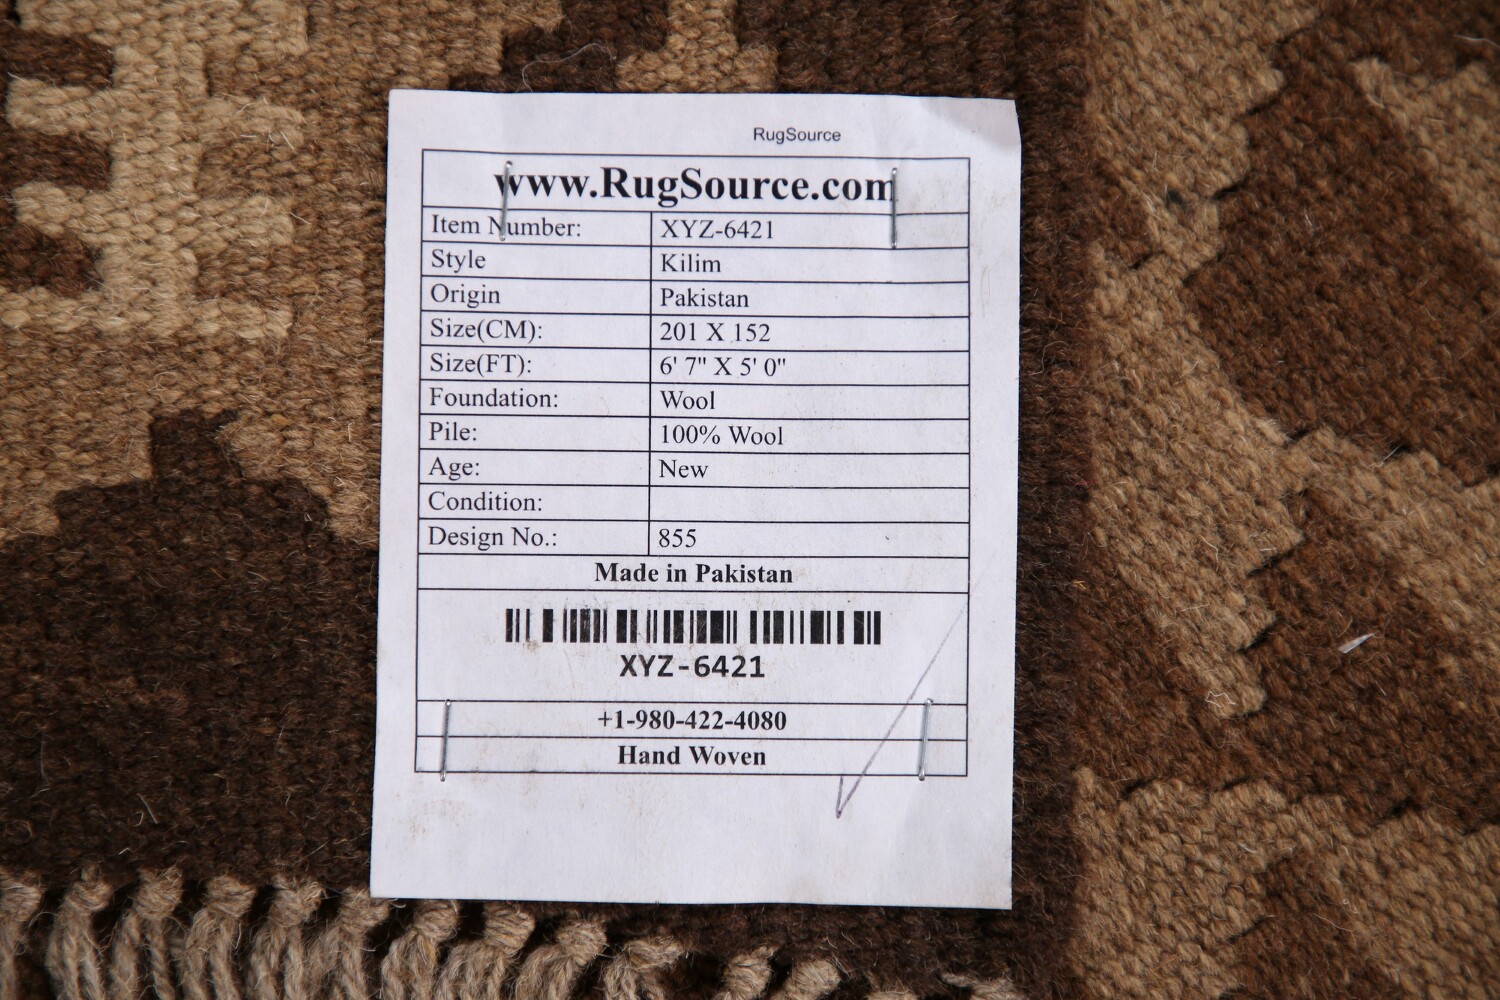 RugSource
www.RugSource.com
Item Number: XYZ-6421
Style Kilim
Origin Pakistan
Size(CM): 201 X 152
Size(FT): 6' 7" X 5' 0"
Foundation: Wool
Pile: 100% Wool
Age: New
Condition:
Design No.: 855
Made in Pakistan
XYZ-6421
+1-980-422-4080
Hand Woven